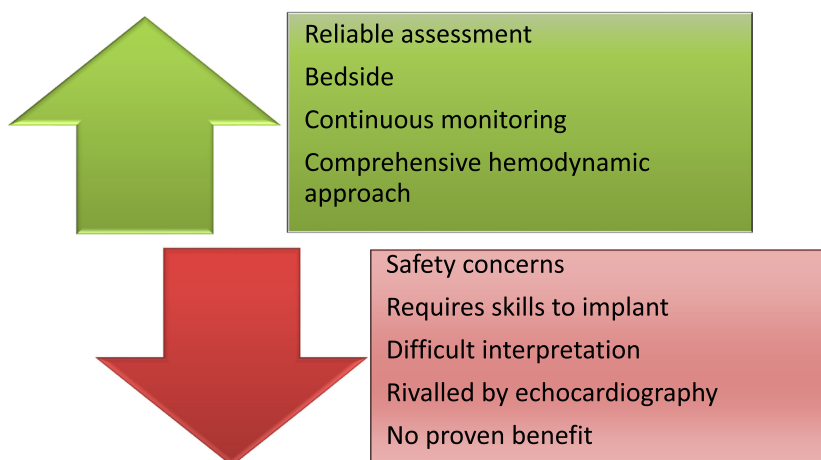 Reliable assessment
Bedside
Continuous monitoring
Comprehensive hemodynamic
approach
Safety concerns
Requires skills to implant
Difficult interpretation
Rivalled by echocardiography
No proven benefit